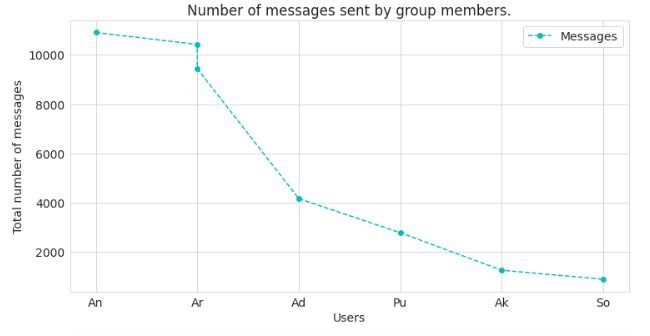 Number of messages sent by group members.
Messages
Total number of messages
10000
8000
6000
4000
2000
An Ar Ad Pu Ak So
Users